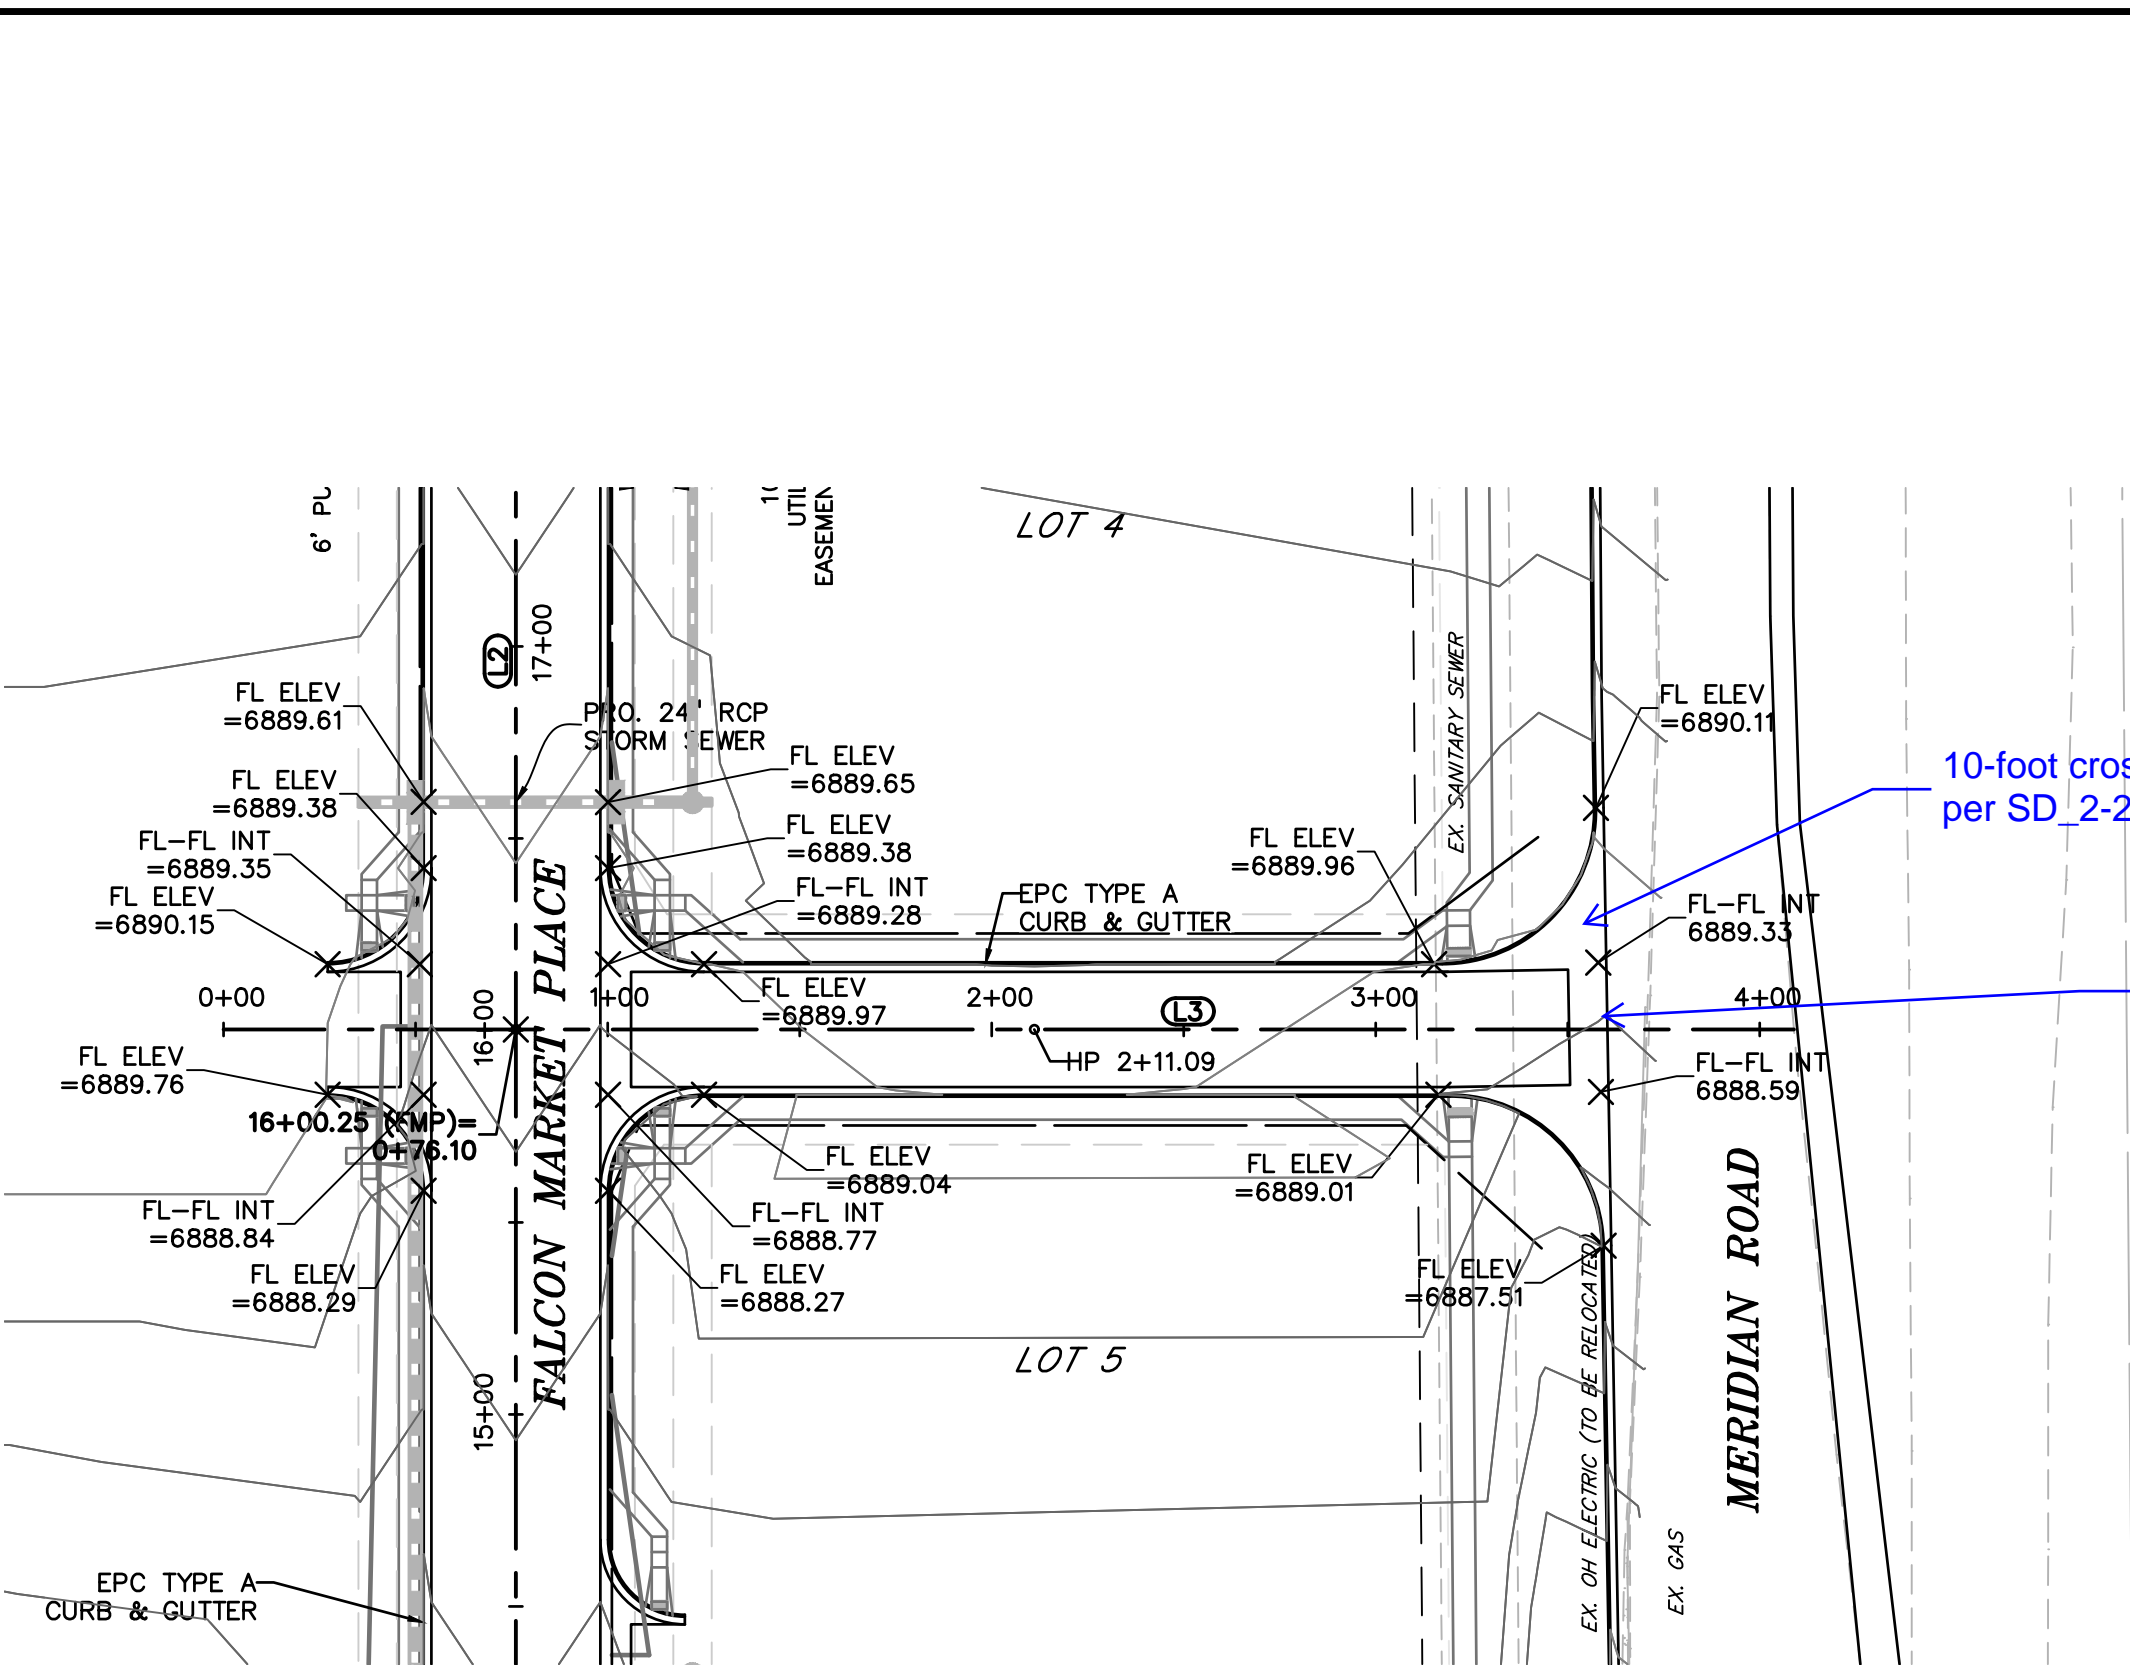 6' PU
10
UTIL
EASEMEN
LOT 4
L2
17+00
FL ELEV
=6889.61
PRO. 24" RCP
STORM SEWER
FL ELEV
=6889.65
FL ELEV
=6889.38
FL ELEV
=6889.38
FL-FL INT
=6889.35
FL-FL INT
=6889.28
FL ELEV
=6890.15
EPC TYPE A
CURB & GUTTER
FL ELEV
=6889.96
EX. SANITARY SEWER
FL ELEV
=6890.11
10-foot cros
per SD_2-2
FL-FL INT
6889.33
0+00
1+00
2+00
3+00
4+00
L3
FL ELEV
=6889.97
HP 2+11.09
16+00
FALCON MARKET PLACE
FL ELEV
=6889.76
16+00.25 (FMP)=
0+76.10
FL-FL INT
6888.59
FL ELEV
=6889.04
FL ELEV
=6889.01
FL-FL INT
=6888.84
FL-FL INT
=6888.77
FL ELEV
=6888.29
FL ELEV
=6888.27
FL ELEV
=6887.51
LOT 5
15+00
MERIDIAN ROAD
EX. OH ELECTRIC (TO BE RELOCATED)
EX. GAS
EPC TYPE A
CURB & GUTTER